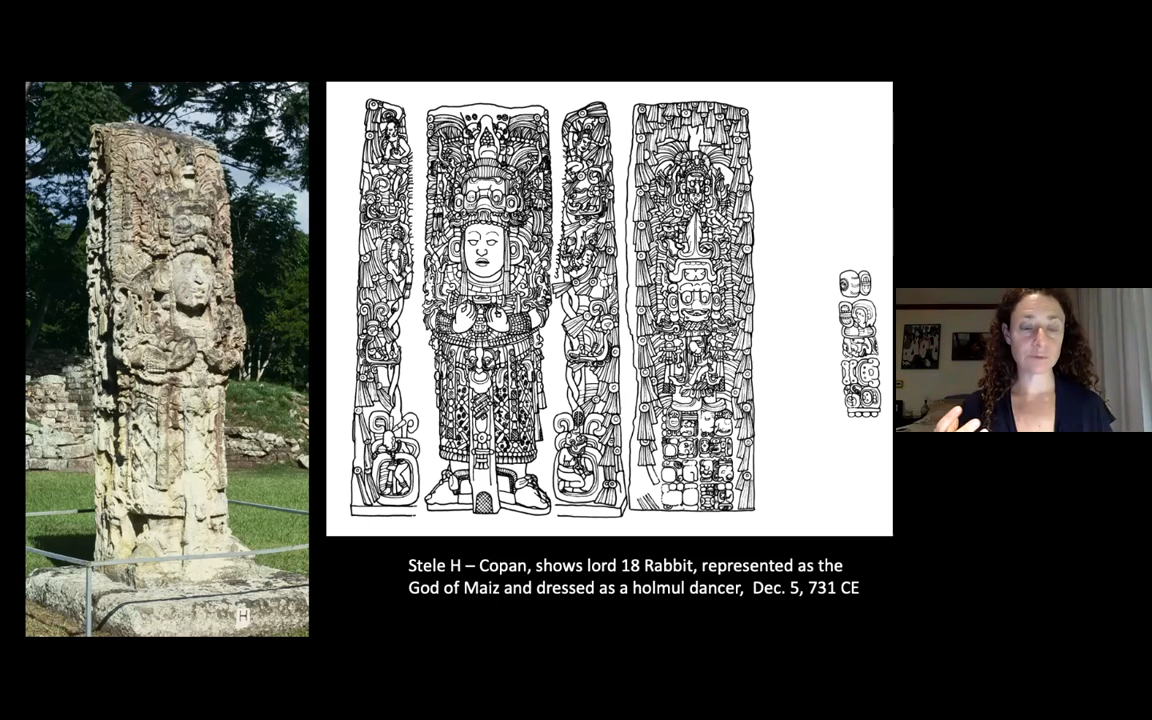 H
Stele H – Copan, shows lord 18 Rabbit, represented as the
God of Maiz and dressed as a holmul dancer,  Dec. 5, 731 CE